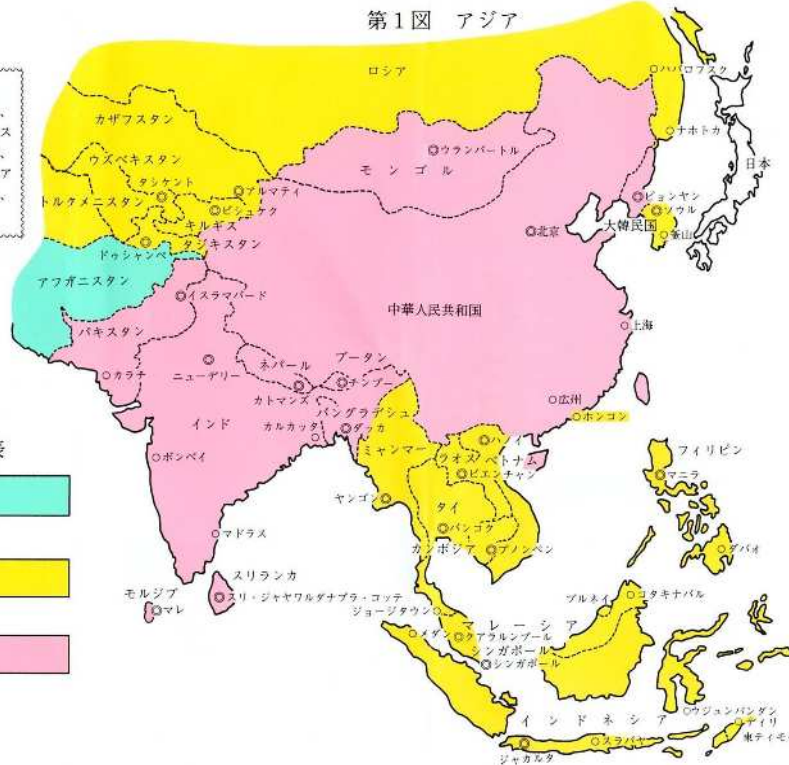 第1図 アジア
ロシア
ハバロフスク
カザフスタン
ス
ア
ナホトカ
ウズベキスタン
ウランバートル
モンゴル
日本
タシケント
アルマティ
トルクメニスタン
ビシュケク
キルギス
ピョンヤン
ソウル
大韓民国
釜山
北京
タジキスタン
ドゥシャンベ
アフガニスタン
イスラマバード
中華人民共和国
パキスタン
上海
カラチ
ニューデリー
ネパール
ブータン
カトマンズ
チンプー
インド
バングラデシュ
カルカッタ
ダッカ
広州
ホンコン
ミャンマー
ラオス
ハノイ
ベトナム
ビエンチャン
フィリピン
マニラ
ボンベイ
ヤンゴン
タイ
バンコク
カンボジア
プノンペン
マドラス
ダバオ
モルジブ
マレ
スリランカ
スリ・ジャヤワルダナプラ・コッテ
ジョージタウン
ブルネイ
コタキナバル
マレーシア
メダン
クアラルンプール
シンガポール
シンガポール
インドネシア
ウジュンパンダン
ディリ
東ティモ
スラバヤ
ジャカルタ